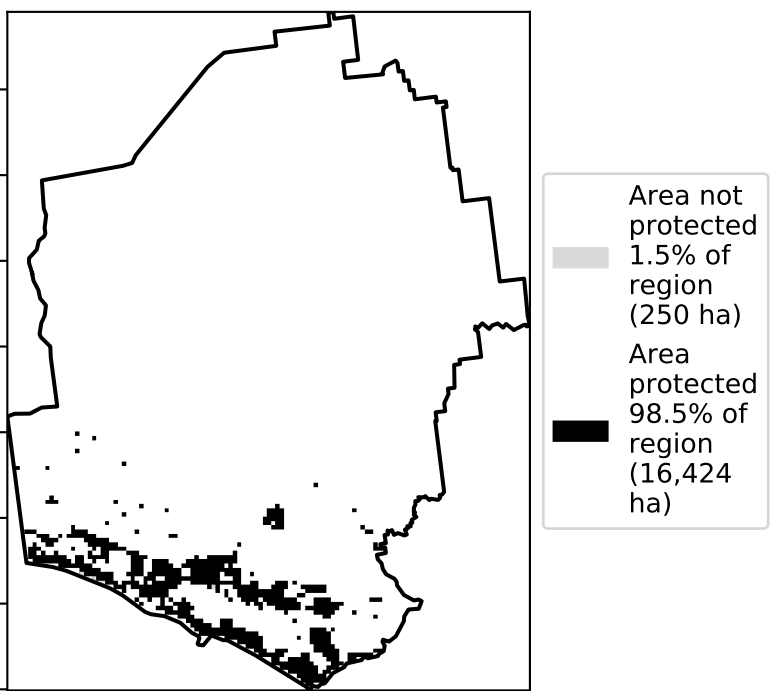 Area not
protected
1.5% of
region
(250 ha)
Area
protected
98.5% of
region
(16,424
ha)